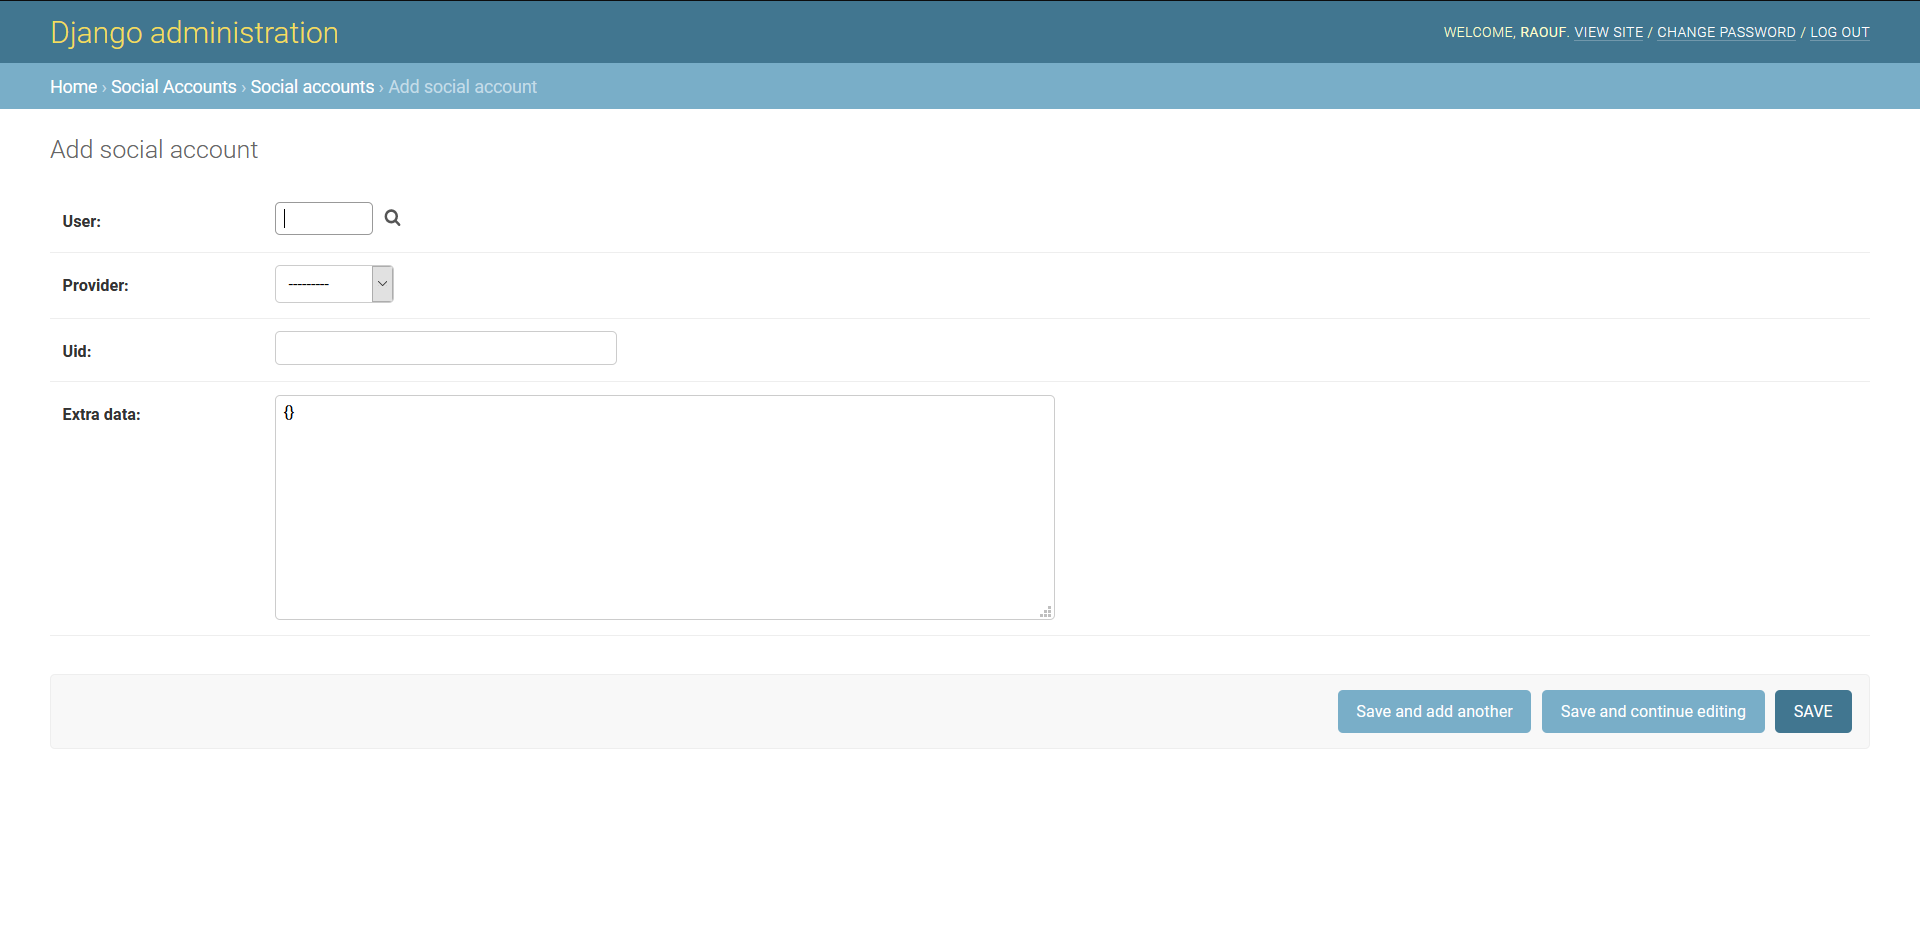 Django administration
WELCOME, RAOUF. VIEW SITE / CHANGE PASSWORD / LOG OUT
Home › Social Accounts › Social accounts › Add social account
Add social account
User:
Provider:
---------
Uid:
Extra data:
{}
Save and add another
Save and continue editing
SAVE